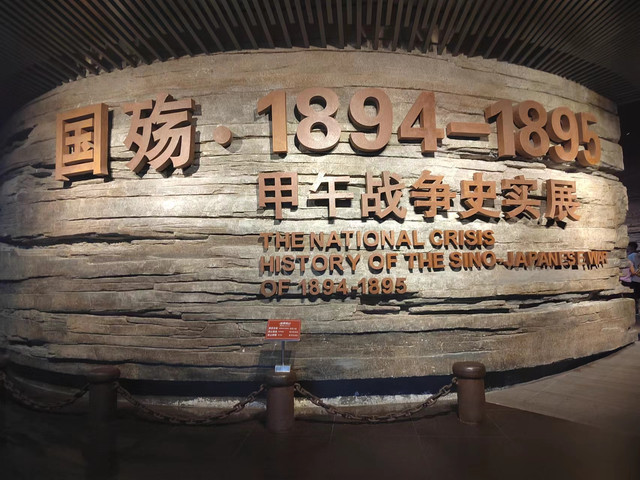 国殇·1894-1895
甲午战争史实展
THE NATIONAL CRISIS
HISTORY OF THE SINO-JAPANESE WAR
OF 1894-1895